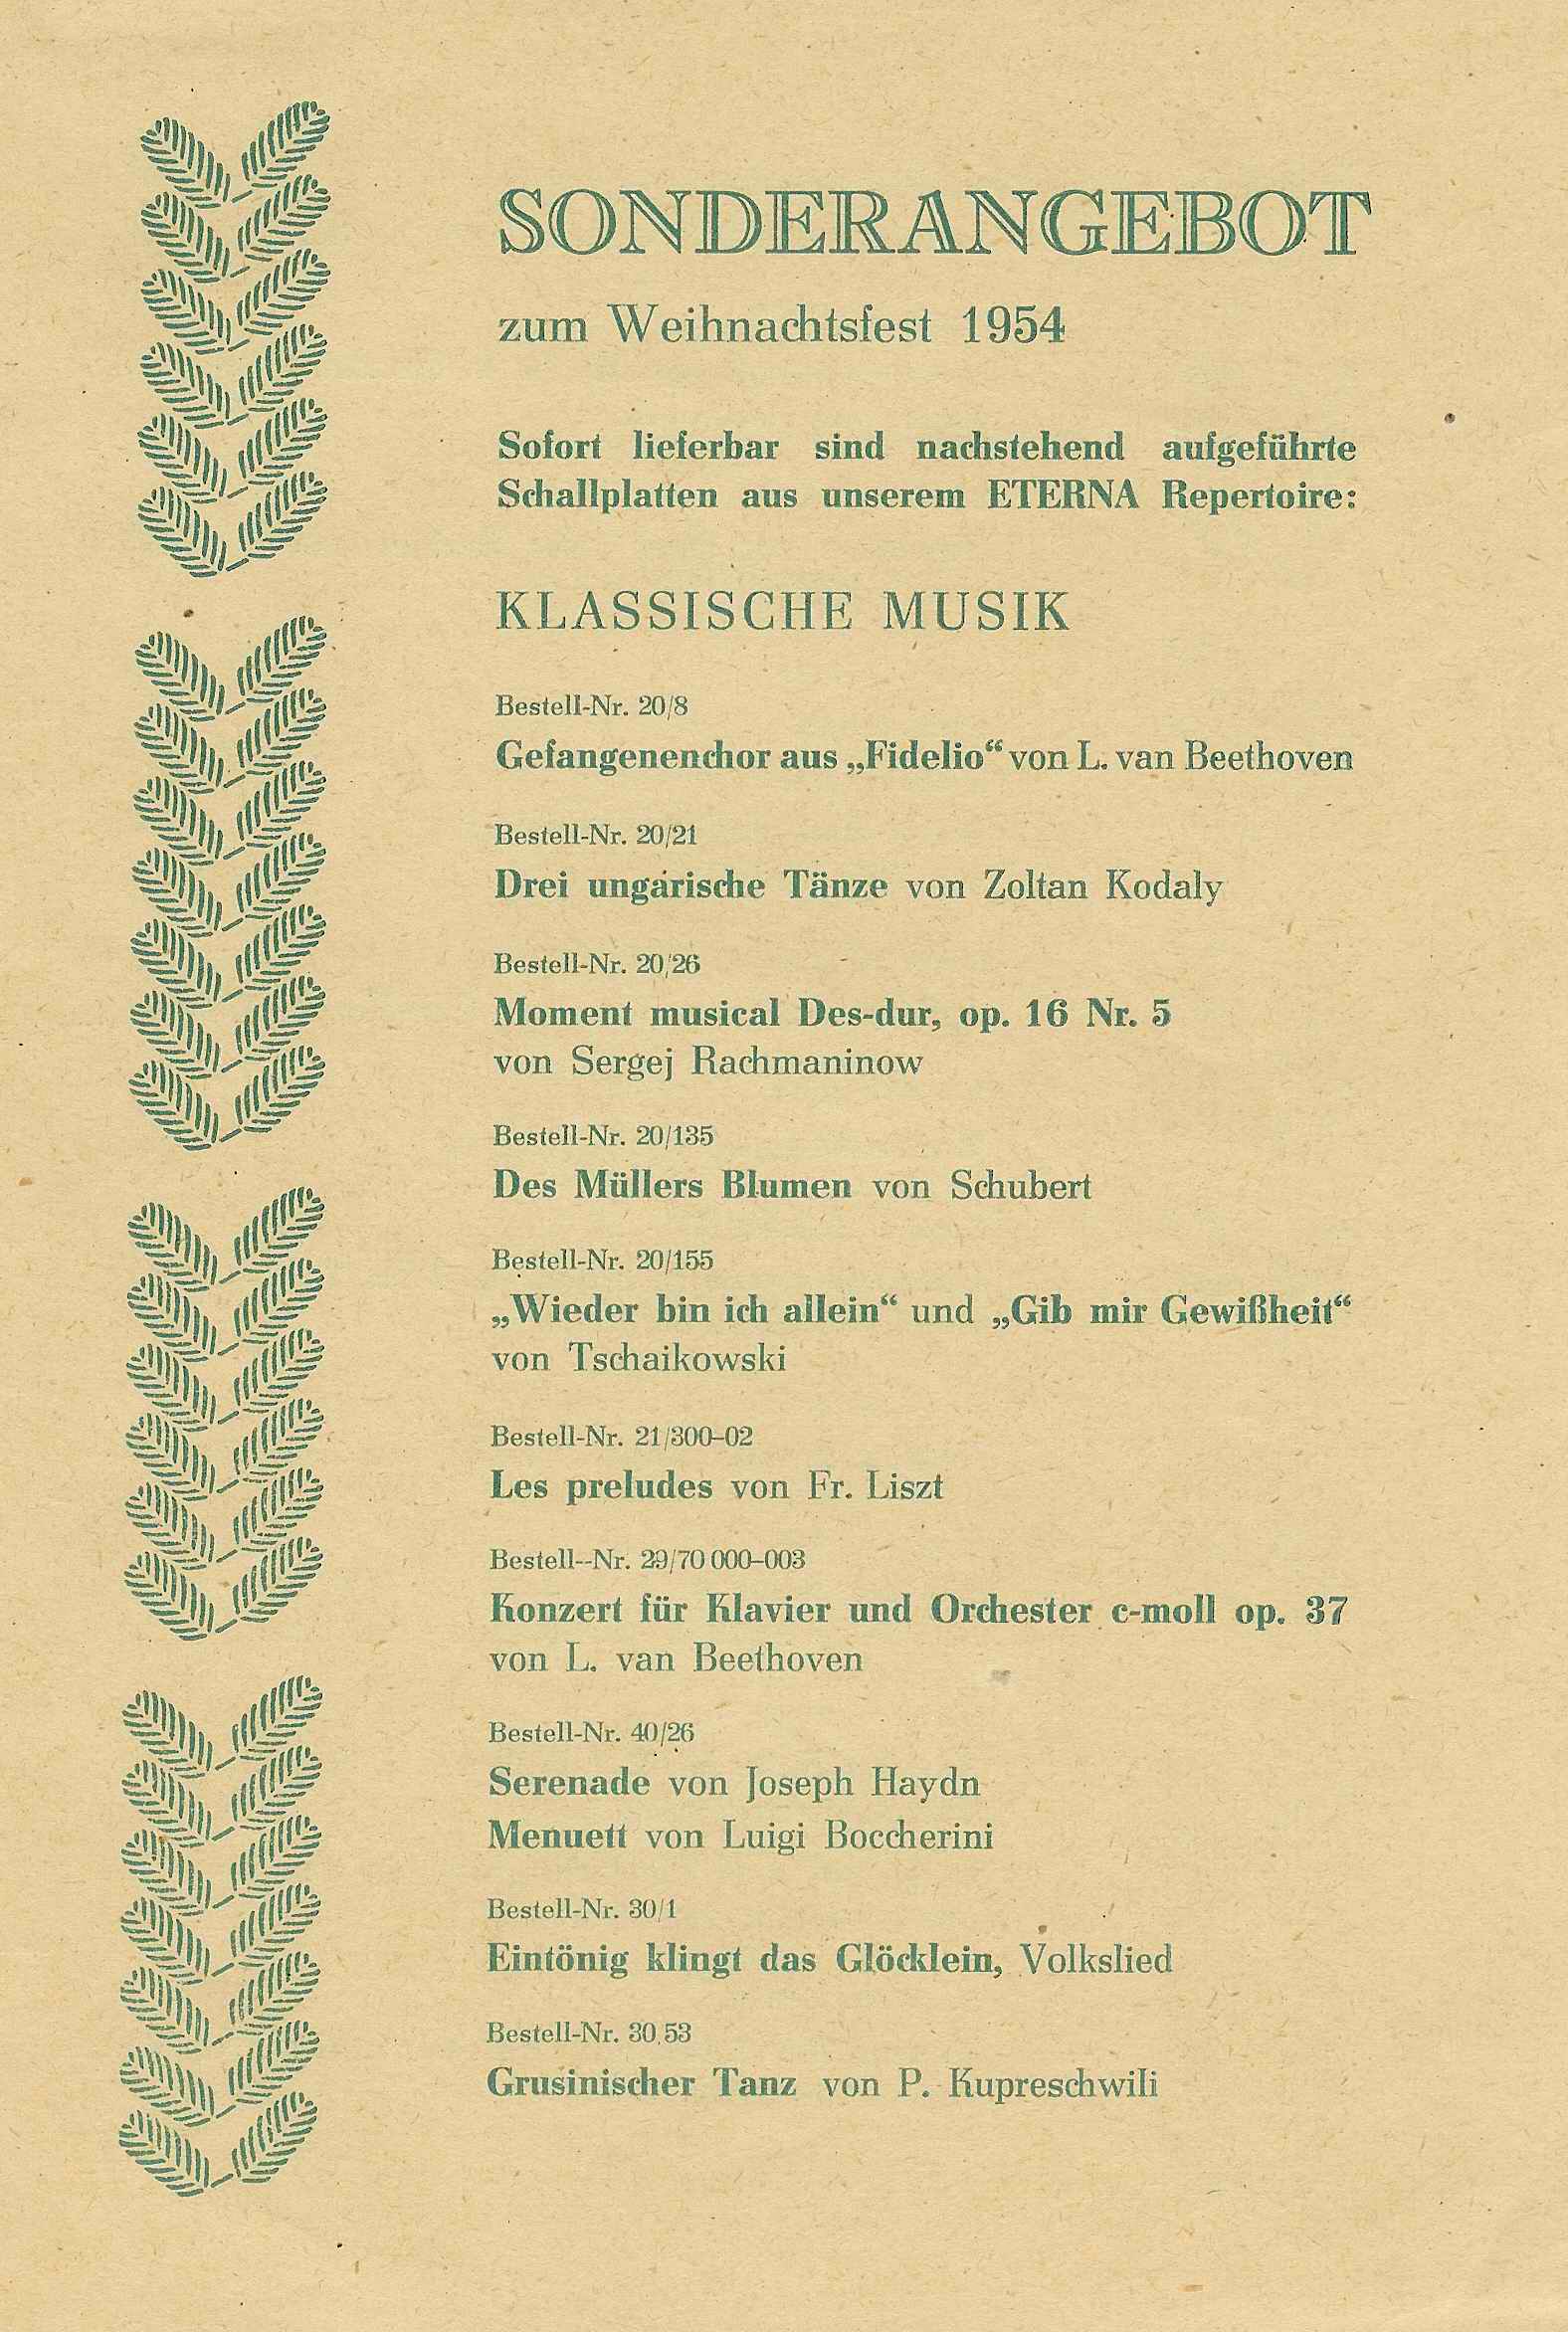 SONDERANGEBOT
zum Weihnachtsfest 1954
Sofort lieferbar sind nachstehend aufgeführte
Schallplatten aus unserem ETERNA Repertoire:
KLASSISCHE MUSIK
Bestell-Nr. 20/8
Gefangenenchor aus „Fidelio“ von L. van Beethoven
Bestell-Nr. 20/21
Drei ungarische Tänze von Zoltan Kodaly
Bestell-Nr. 20/26
Moment musical Des-dur, op. 16 Nr. 5
von Sergej Rachmaninow
Bestell-Nr. 20/135
Des Müllers Blumen von Schubert
Bestell-Nr. 20/155
„Wieder bin ich allein“ und „Gib mir Gewißheit“
von Tschaikowski
Bestell-Nr. 21/300–02
Les preludes von Fr. Liszt
Bestell--Nr. 29/70 000–003
Konzert für Klavier und Orchester c-moll op. 37
von L. van Beethoven
Bestell-Nr. 40/26
Serenade von Joseph Haydn
Menuett von Luigi Boccherini
Bestell-Nr. 30/1
Eintönig klingt das Glöcklein, Volkslied
Bestell-Nr. 30/53
Grusinischer Tanz von P. Kupreschwili